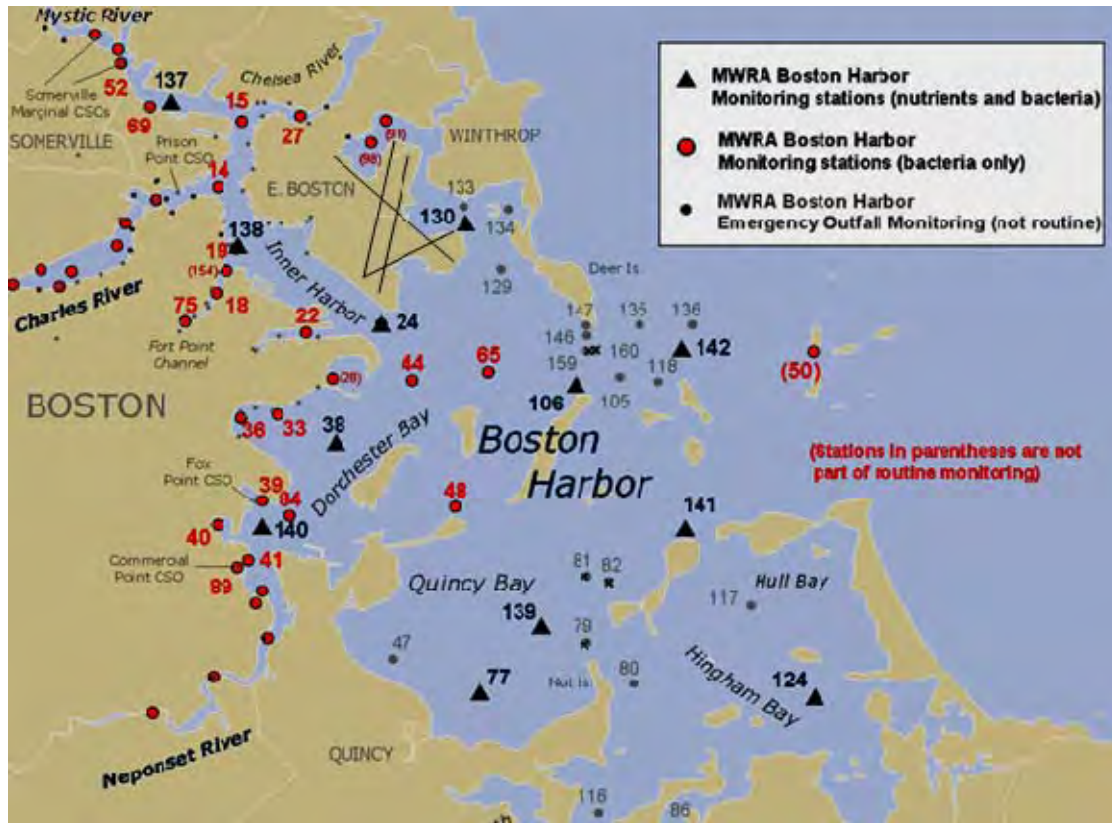 Mystic River
52
137
Somerville
Marginal CSCs
SOMERVILLE
69
Prison
Point CSO
14
15
Chelsea River
27
(98)
WINTHROP
E. BOSTON
133
130
134
129
138
19
(154)
Inner Harbor
18
75
Charles River
Fort Point
Channel
22
24
Deer Is.
147
135
136
146
160
142
159
118
105
106
(50)
44
65
BOSTON
36
33
38
Dorchester Bay
Boston
Harbor
Fox
Point CSO
39
140
40
48
141
Commercial
Point CSO
41
89
Quincy Bay
81
82
Hull Bay
117
139
79
47
77
Nut Is.
80
Hingham Bay
124
Neponset River
QUINCY
116
86
MWRA Boston Harbor
Monitoring stations (nutrients and bacteria)
MWRA Boston Harbor
Monitoring stations (bacteria only)
MWRA Boston Harbor
Emergency Outfall Monitoring (not routine)
(Stations in parentheses are not
part of routine monitoring)